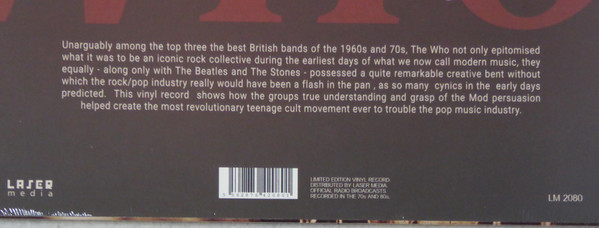 WHO
Unarguably among the top three the best British bands of the 1960s and 70s, The Who not only epitomised
what it was to be an iconic rock collective during the earliest days of what we now call modern music, they
equally - along only with The Beatles and The Stones - possessed a quite remarkable creative bent without
which the rock/pop industry really would have been a flash in the pan , as so many cynics in the early days
predicted. This vinyl record shows how the groups true understanding and grasp of the Mod persuasion
helped create the most revolutionary teenage cult movement ever to trouble the pop music industry.
LASER
media
LIMITED EDITION VINYL RECORD
DISTRIBUTED BY LASER MEDIA.
OFFICIAL RADIO BROADCASTS.
RECORDED IN THE 70s AND 80s.
LM 2080